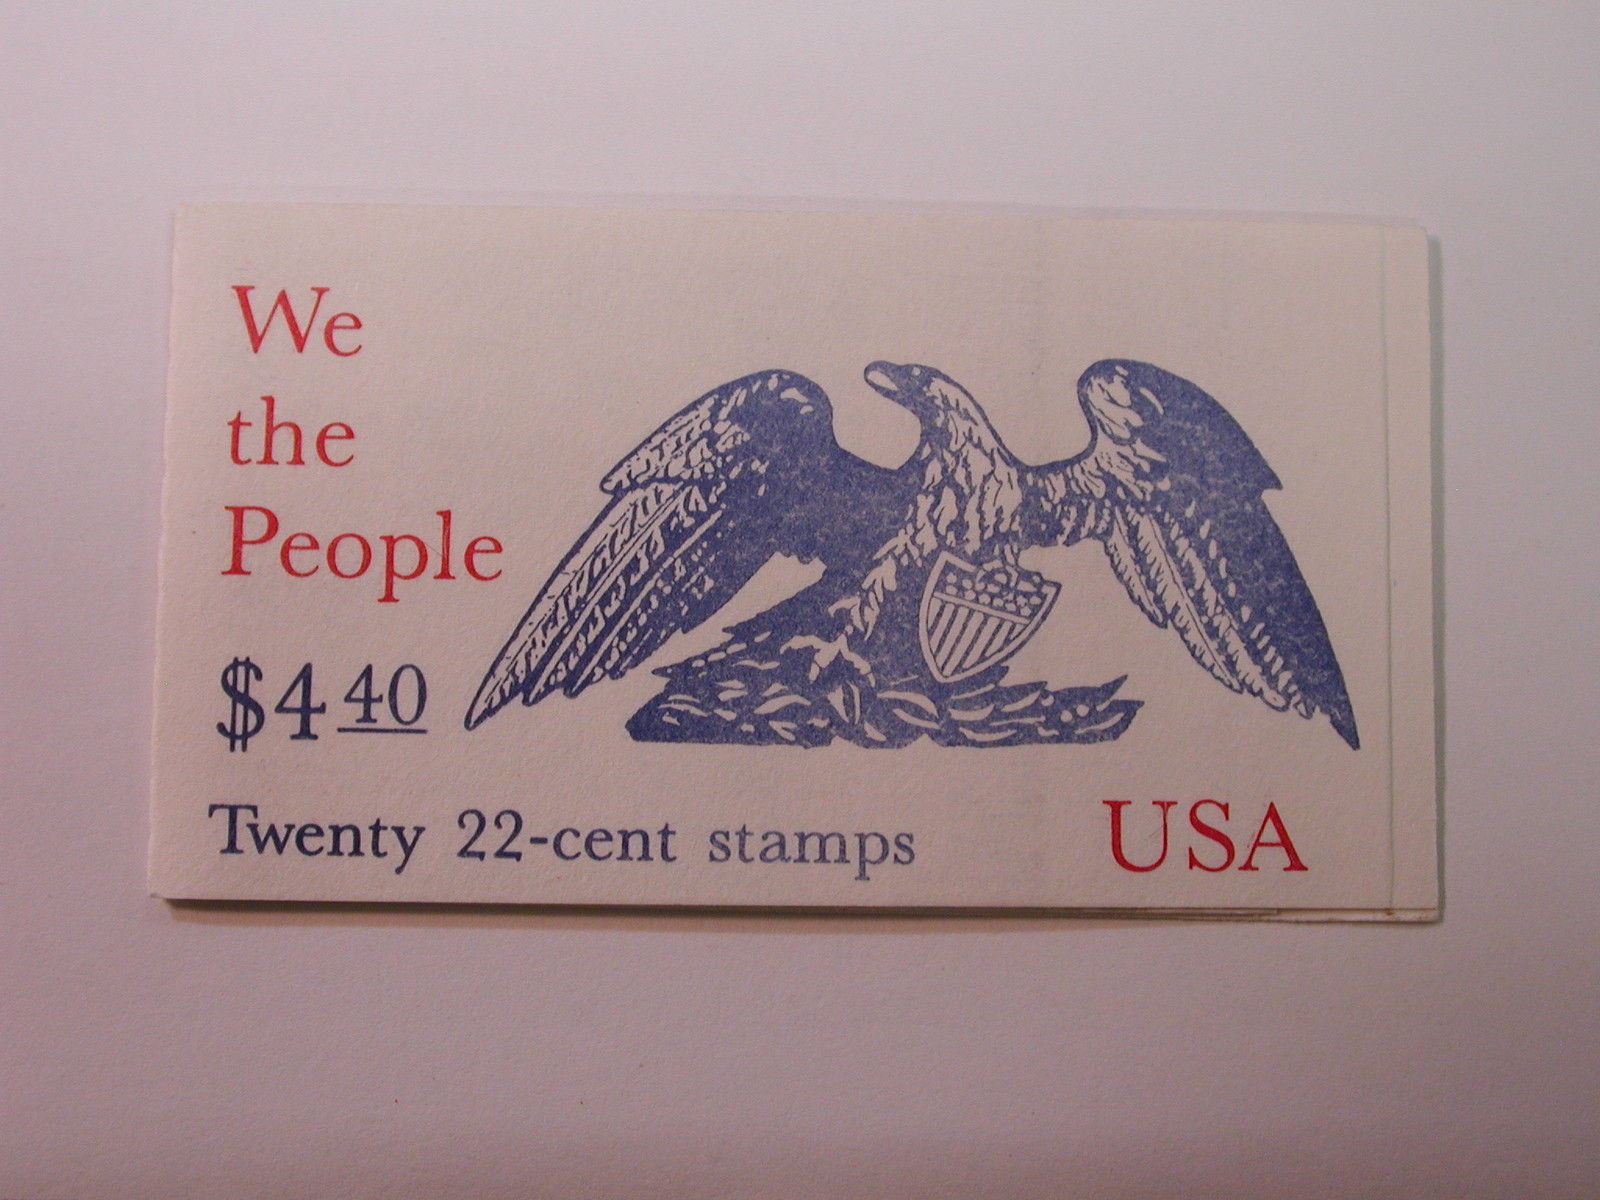 We
the
People
$4 40
Twenty 22-cent stamps
USA